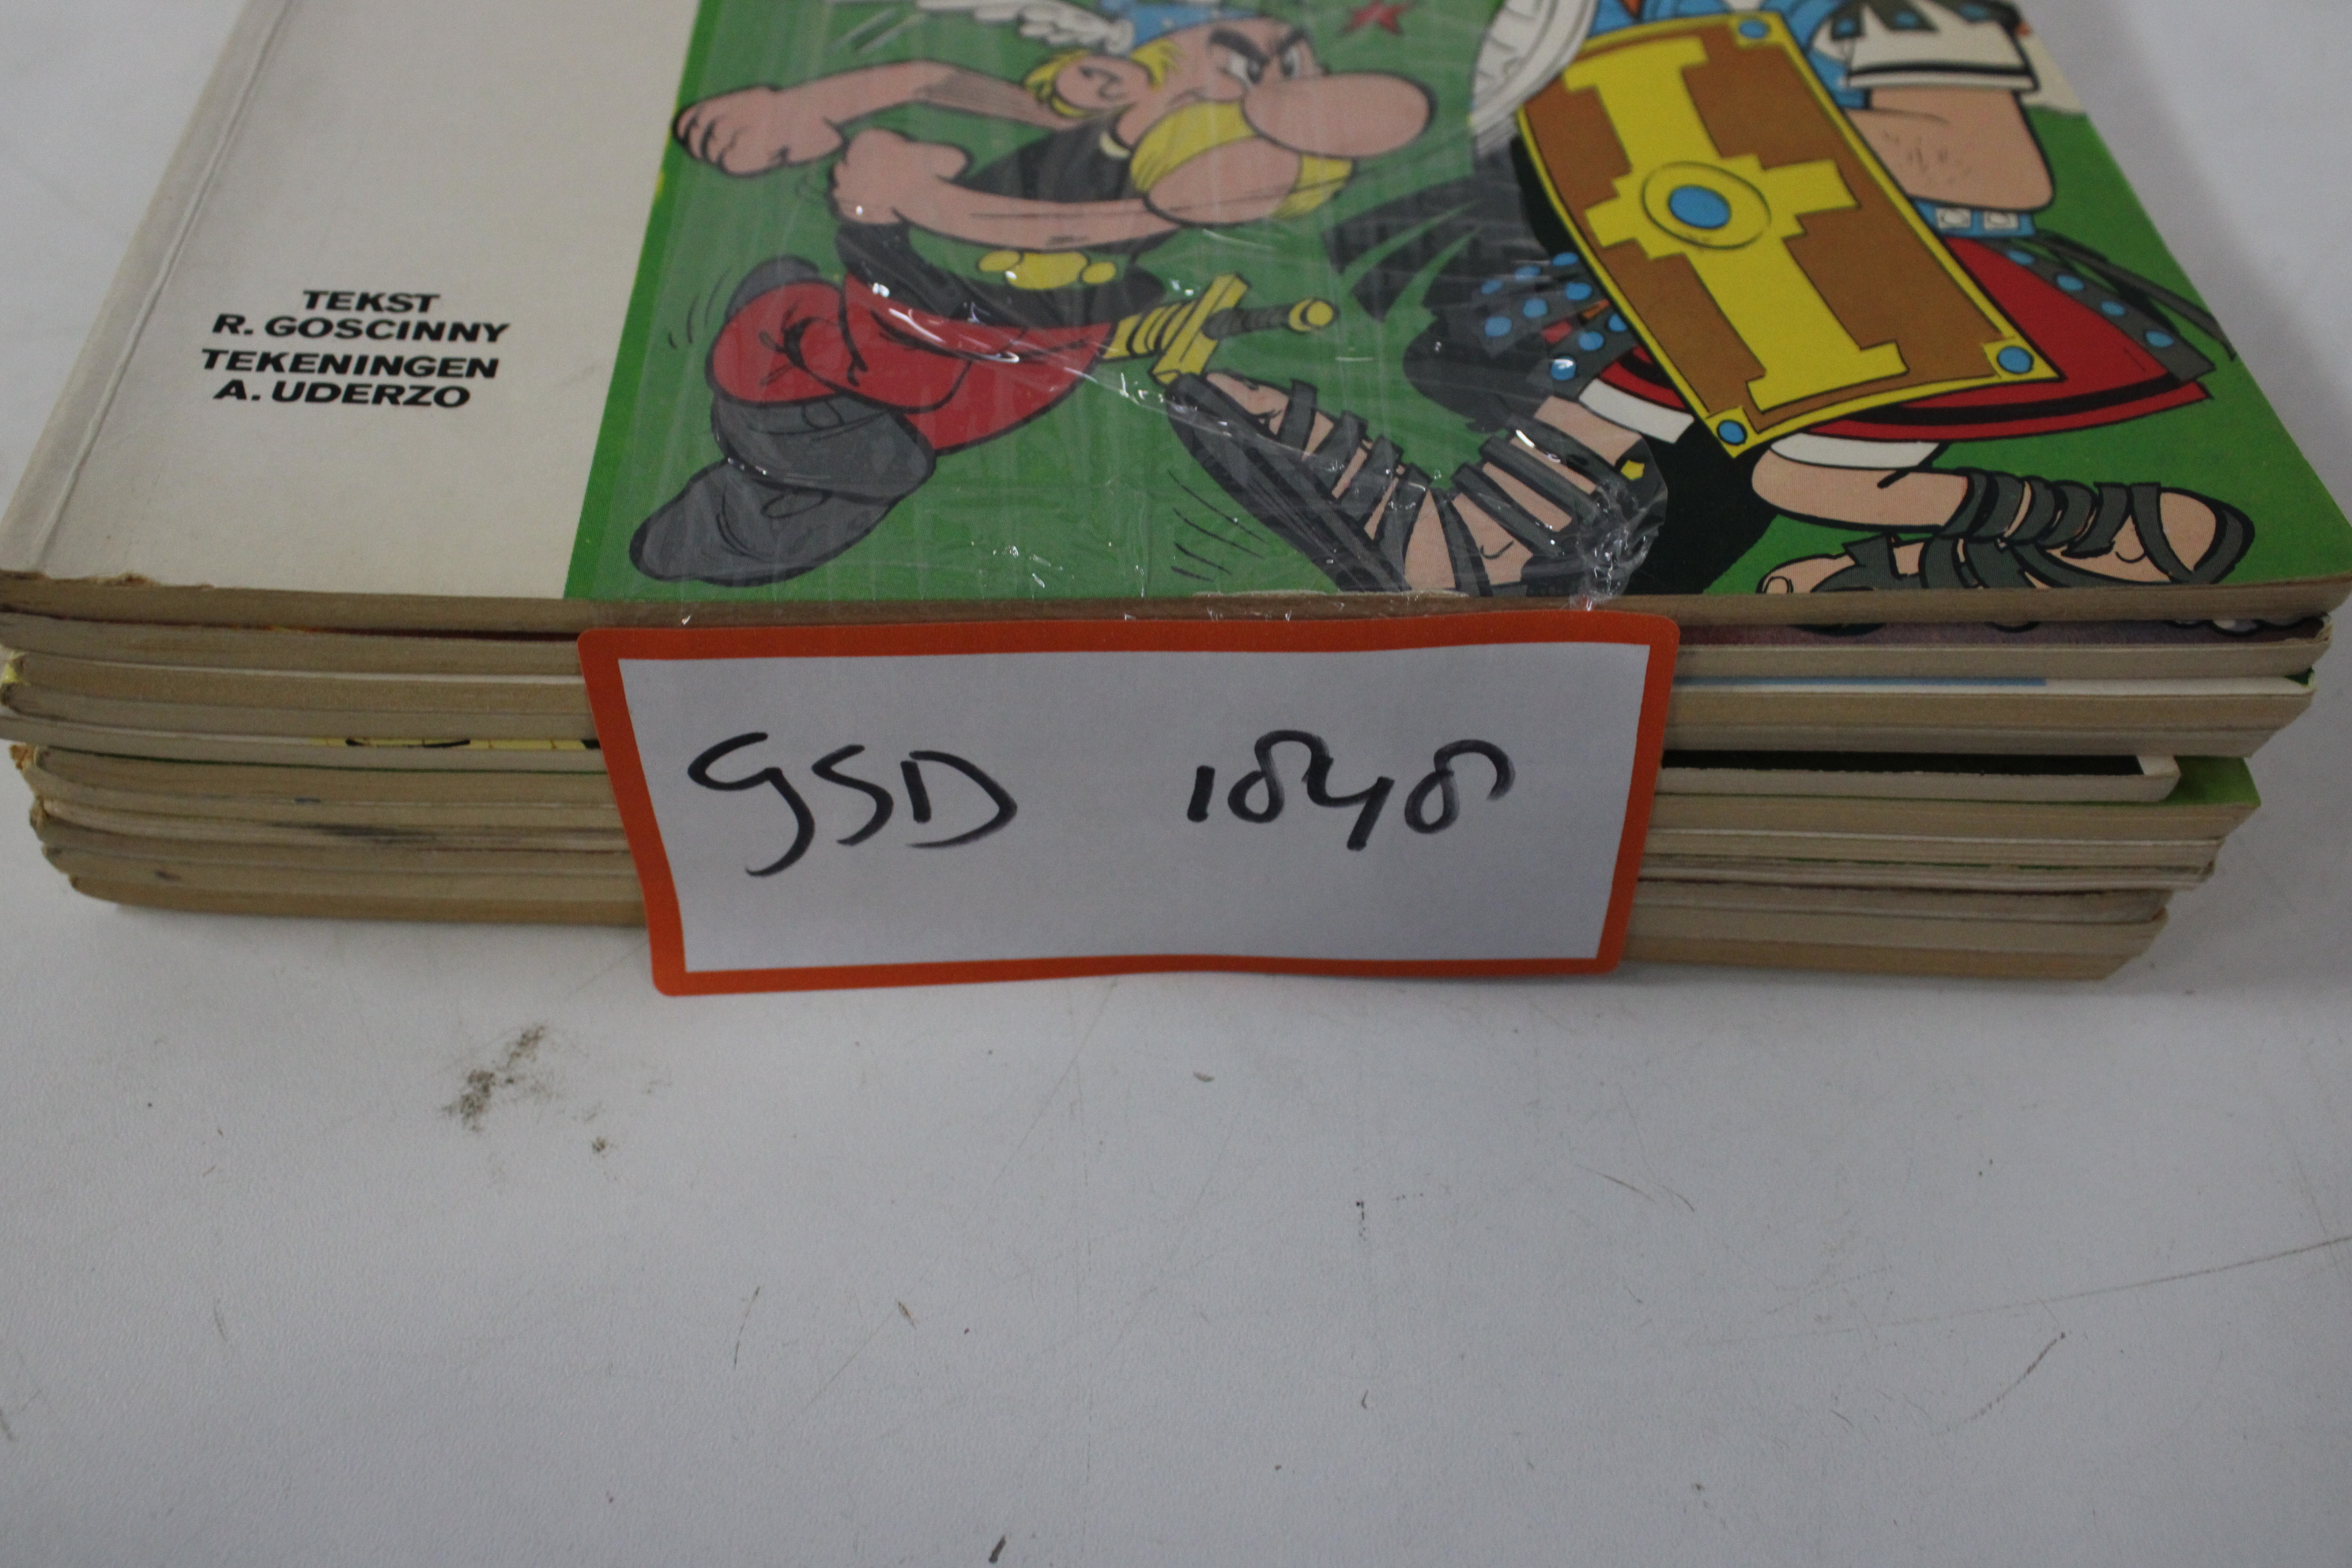 TEKST
R. GOSCINNY
TEKENINGEN
A. UDERZO
GSD 1848